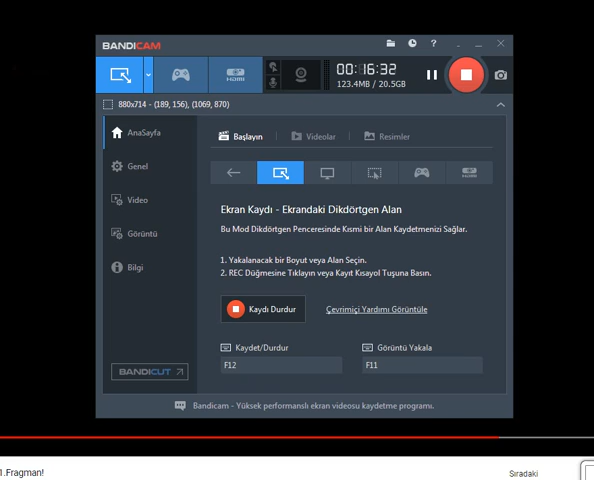 BANDICAM
?
HDMI
00:16:32
123.4MB / 20.5GB
880x714 - (189, 156), (1069, 870)
AnaSayfa
Genel
Video
Görüntü
Bilgi
BANDICUT
Başlayın
Videolar
Resimler
Ekran Kaydı - Ekrandaki Dikdörtgen Alan
Bu Mod Dikdörtgen Penceresinde Kısmi bir Alan Kaydetmenizi Sağlar.
1. Yakalanacak bir Boyut veya Alan Seçin.
2. REC Düğmesine Tıklayın veya Kayıt Kısayol Tuşuna Basın.
Kaydı Durdur
Çevrimiçi Yardımı Görüntüle
Kaydet/Durdur
Görüntü Yakala
F12
F11
Bandicam - Yüksek performanslı ekran videosu kaydetme programı.
1.Fragman!
Sıradaki